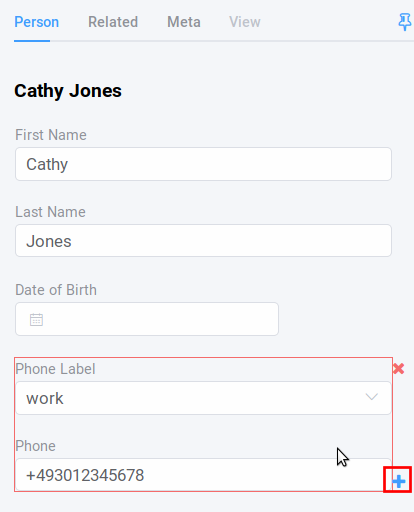 Person Related Meta View
Cathy Jones
First Name
Cathy
Last Name
Jones
Date of Birth
Phone Label
work
Phone
+493012345678